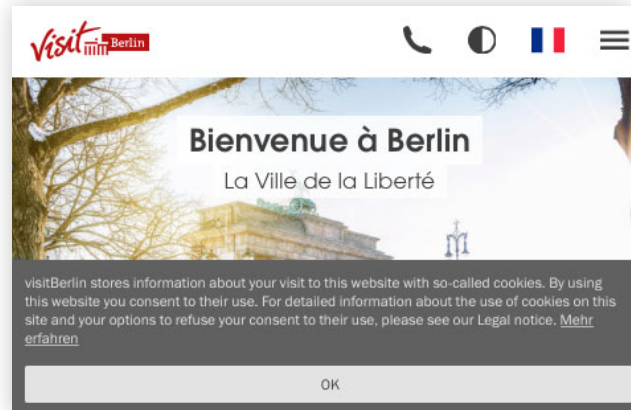 Visit Berlin
Bienvenue à Berlin
La Ville de la Liberté
visitBerlin stores information about your visit to this website with so-called cookies. By using
this website you consent to their use. For detailed information about the use of cookies on this
site and your options to refuse your consent to their use, please see our Legal notice. Mehr
erfahren
OK